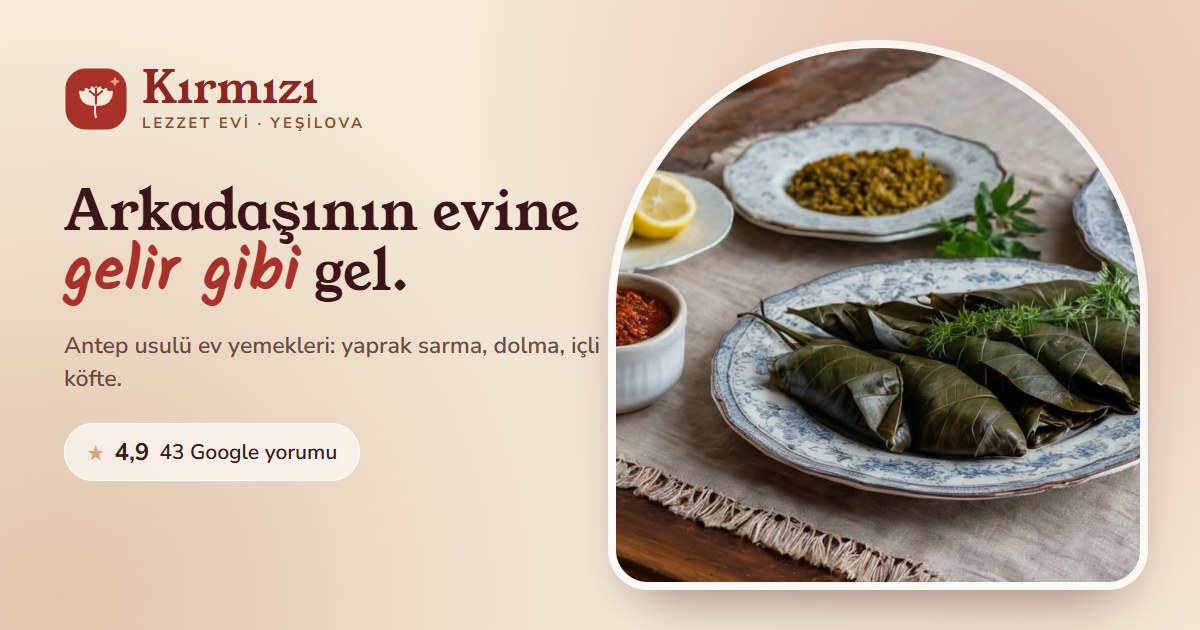 Kırmızı
LEZZET EVİ · YEŞİLOVA
Arkadaşının evine
gelir gibi gel.
Antep usulü ev yemekleri: yaprak sarma, dolma, içli
köfte.
★ 4,9 43 Google yorumu